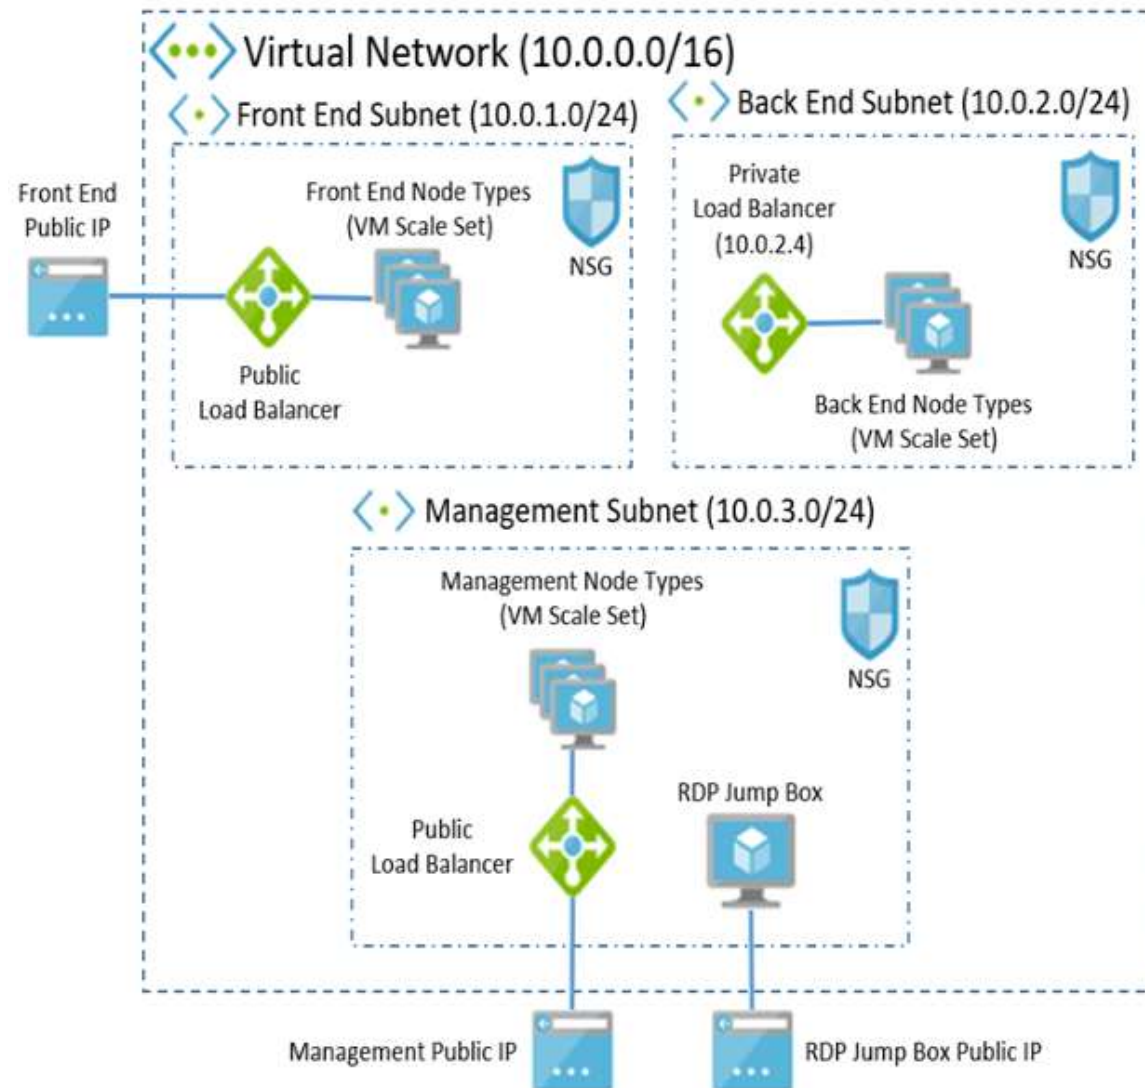 Virtual Network (10.0.0.0/16)
Front End Subnet (10.0.1.0/24)
Back End Subnet (10.0.2.0/24)
Front End
Public IP
Front End Node Types
(VM Scale Set)
NSG
Public
Load Balancer
Private
Load Balancer
(10.0.2.4)
NSG
Back End Node Types
(VM Scale Set)
Management Subnet (10.0.3.0/24)
Management Node Types
(VM Scale Set)
NSG
RDP Jump Box
Public
Load Balancer
Management Public IP
RDP Jump Box Public IP